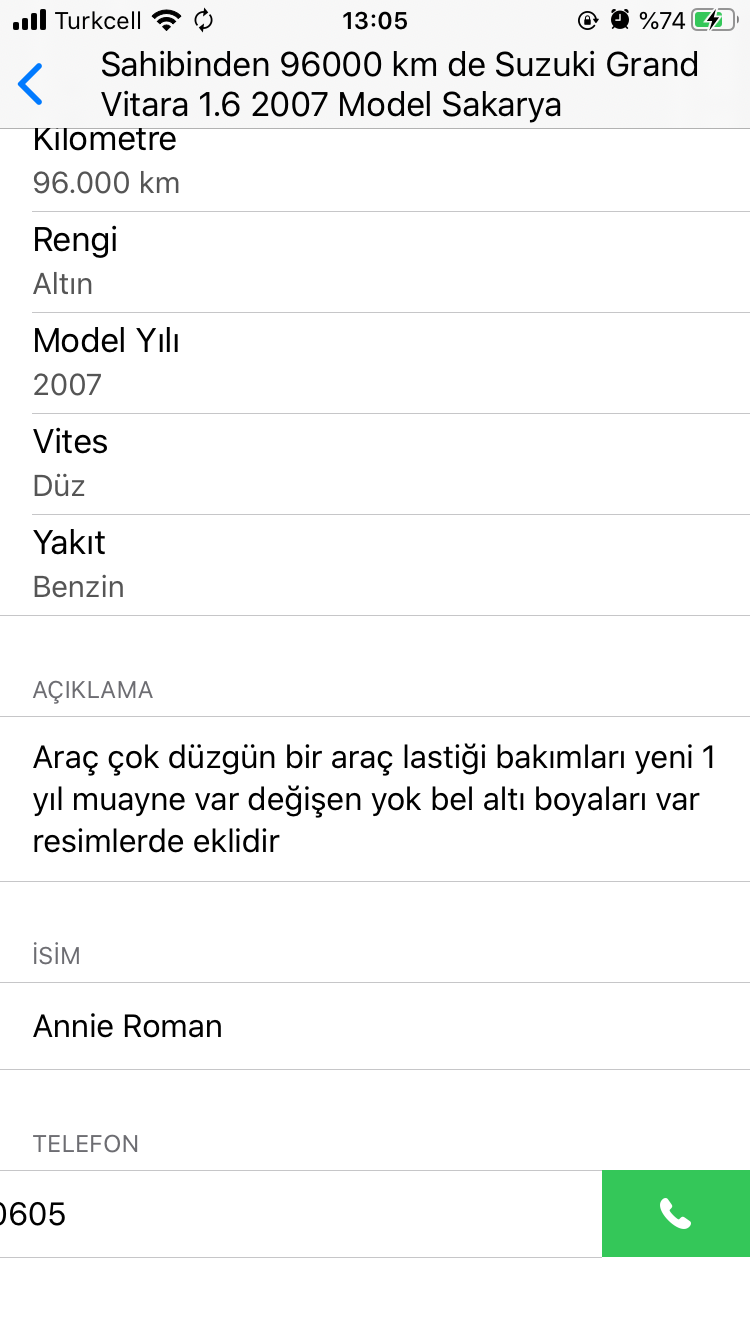 Turkcell 13:05 %74
Sahibinden 96000 km de Suzuki Grand
Vitara 1.6 2007 Model Sakarya
Kilometre
96.000 km
Rengi
Altın
Model Yılı
2007
Vites
Düz
Yakıt
Benzin
AÇIKLAMA
Araç çok düzgün bir araç lastiği bakımları yeni 1
yıl muayne var değişen yok bel altı boyaları var
resimlerde eklidir
İSİM
Annie Roman
TELEFON
0605